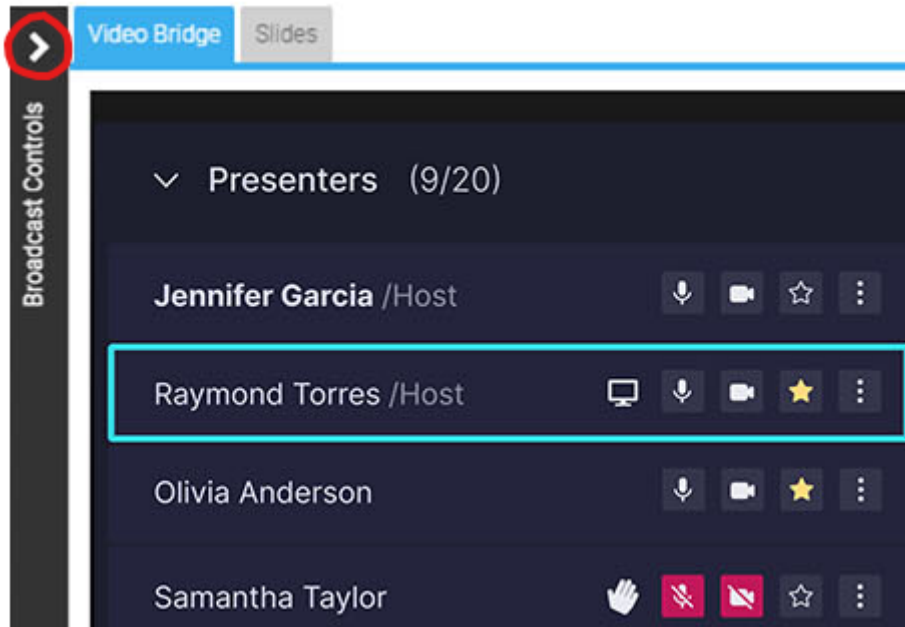 Video Bridge
Slides
Broadcast Controls
Presenters (9/20)
Jennifer Garcia /Host
Raymond Torres /Host
Olivia Anderson
Samantha Taylor